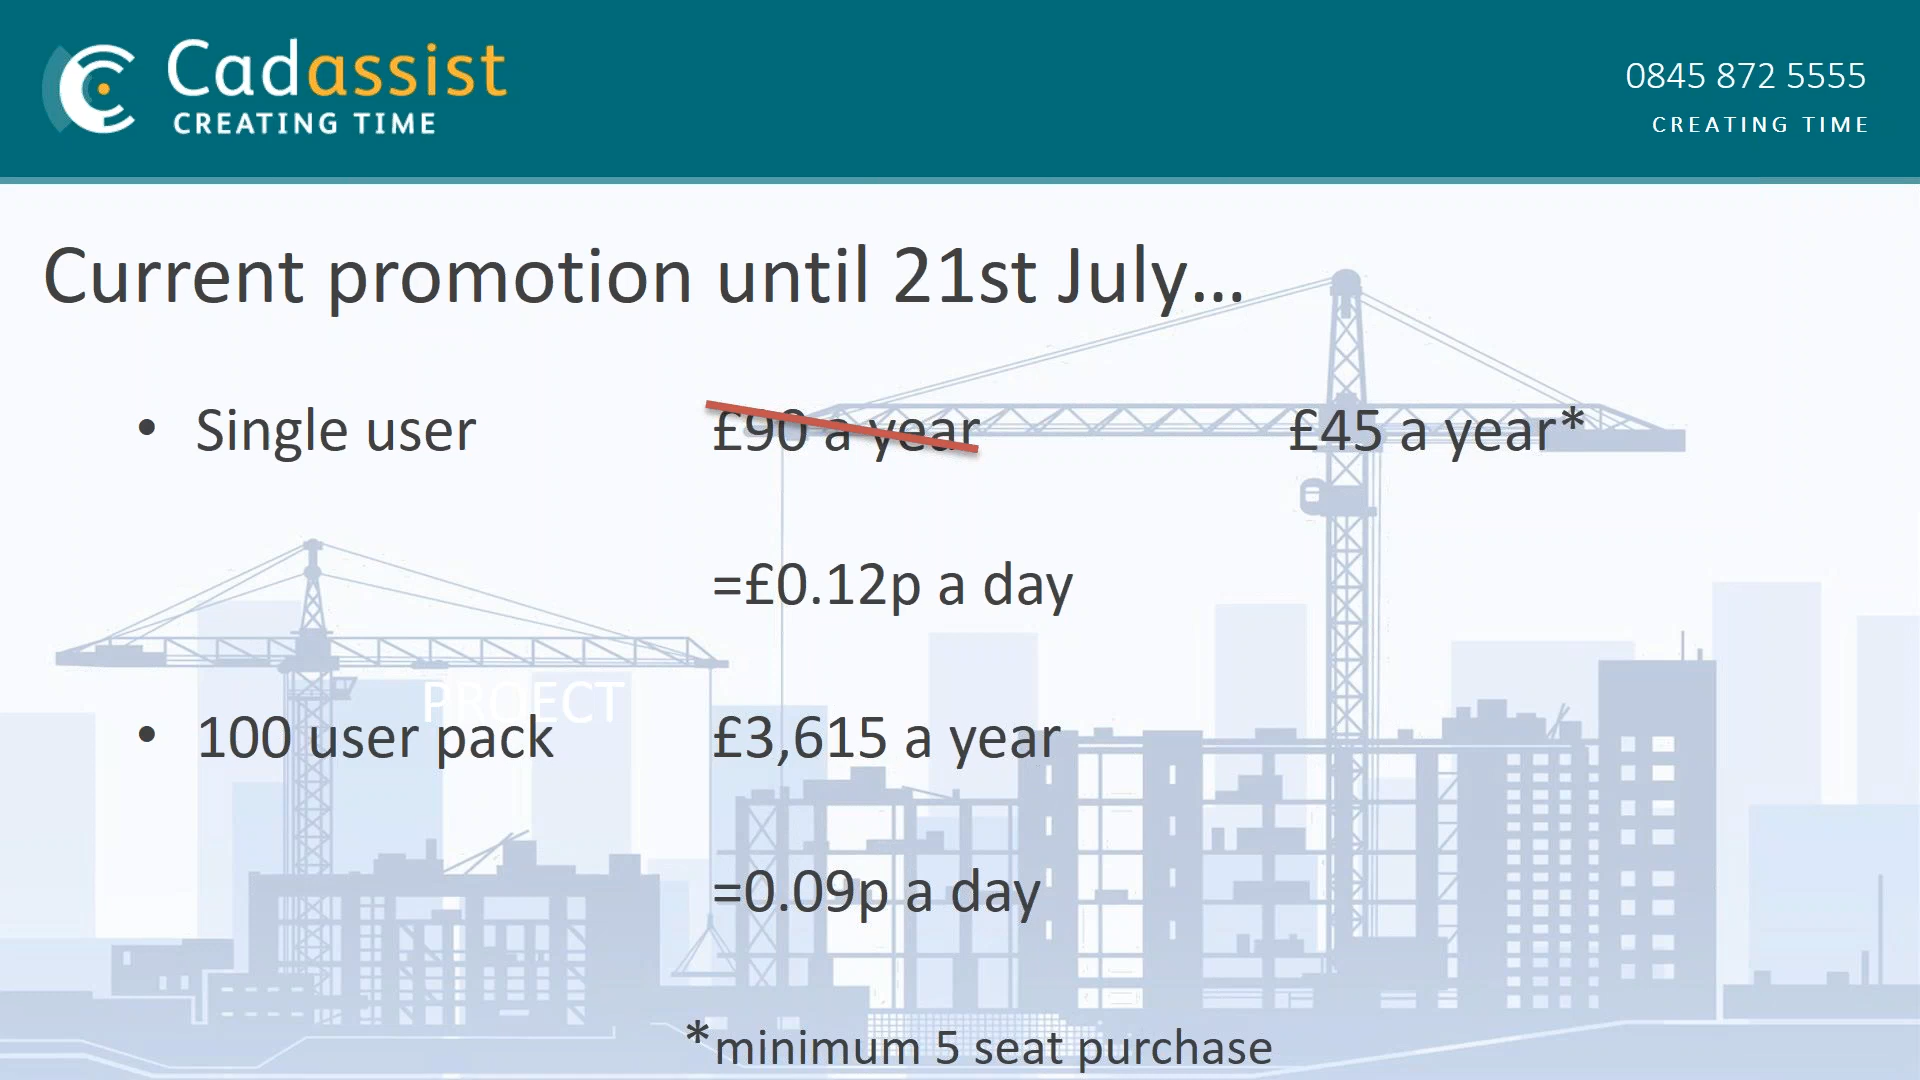 Cadassist
CREATING TIME
0845 872 5555
CREATING TIME
Current promotion until 21st July...
• Single user £90 a year £45 a year*
=£0.12p a day
PROECT
• 100 user pack £3,615 a year
=0.09p a day
*minimum 5 seat purchase